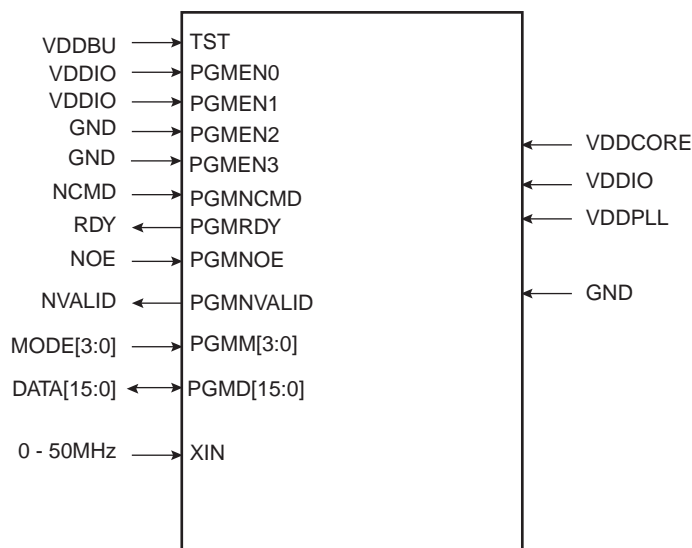 VDDBU TST
VDDIO PGMEN0
VDDIO PGMEN1
GND PGMEN2
GND PGMEN3
NCMD PGMNCMD
RDY PGMRDY
NOE PGMNOE
NVALID PGMNVALID
MODE[3:0] PGMM[3:0]
DATA[15:0] PGMD[15:0]
0 - 50MHz XIN
VDDCORE
VDDIO
VDDPLL
GND